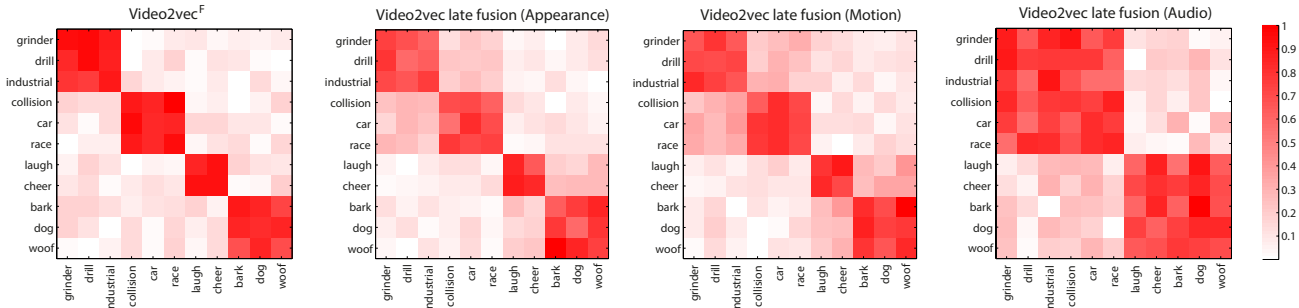 Video2vecF
Video2vec late fusion (Appearance)
Video2vec late fusion (Motion)
Video2vec late fusion (Audio)
grinder
drill
industrial
collision
car
race
laugh
cheer
bark
dog
woof
grinder
drill
industrial
collision
car
race
laugh
cheer
bark
dog
woof
grinder
drill
industrial
collision
car
race
laugh
cheer
bark
dog
woof
grinder
drill
industrial
collision
car
race
laugh
cheer
bark
dog
woof
grinder
drill
ndustrial
collision
car
race
laugh
cheer
bark
dog
woof
grinder
drill
ndustrial
collision
car
race
laugh
cheer
bark
dog
woof
grinder
drill
ndustrial
collision
car
race
laugh
cheer
bark
dog
woof
grinder
drill
ndustrial
collision
car
race
laugh
cheer
bark
dog
woof
1
0.9
0.8
0.7
0.6
0.5
0.4
0.3
0.2
0.1